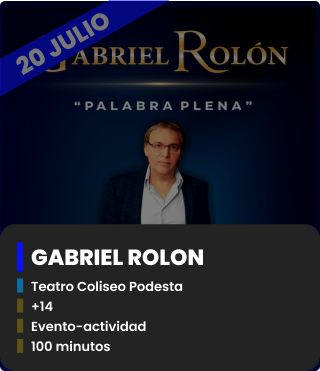 20 JULIO
GABRIEL ROLÓN
“PALABRA PLENA”
GABRIEL ROLON
Teatro Coliseo Podesta
+14
Evento-actividad
100 minutos